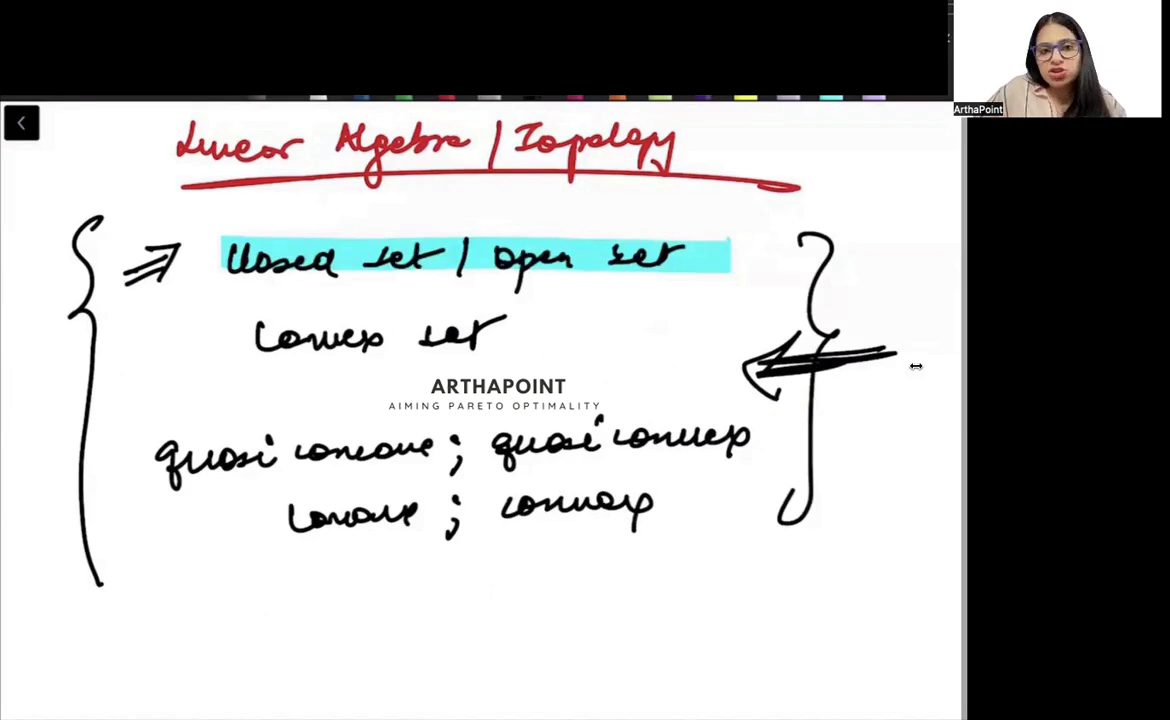 ArthaPoint
Linear Algebra / Topology
Closed set / open set
Convex set
ARTHAPOINT
AIMING PARETO OPTIMALITY
quasi concave ; quasi convex
concave ; convex